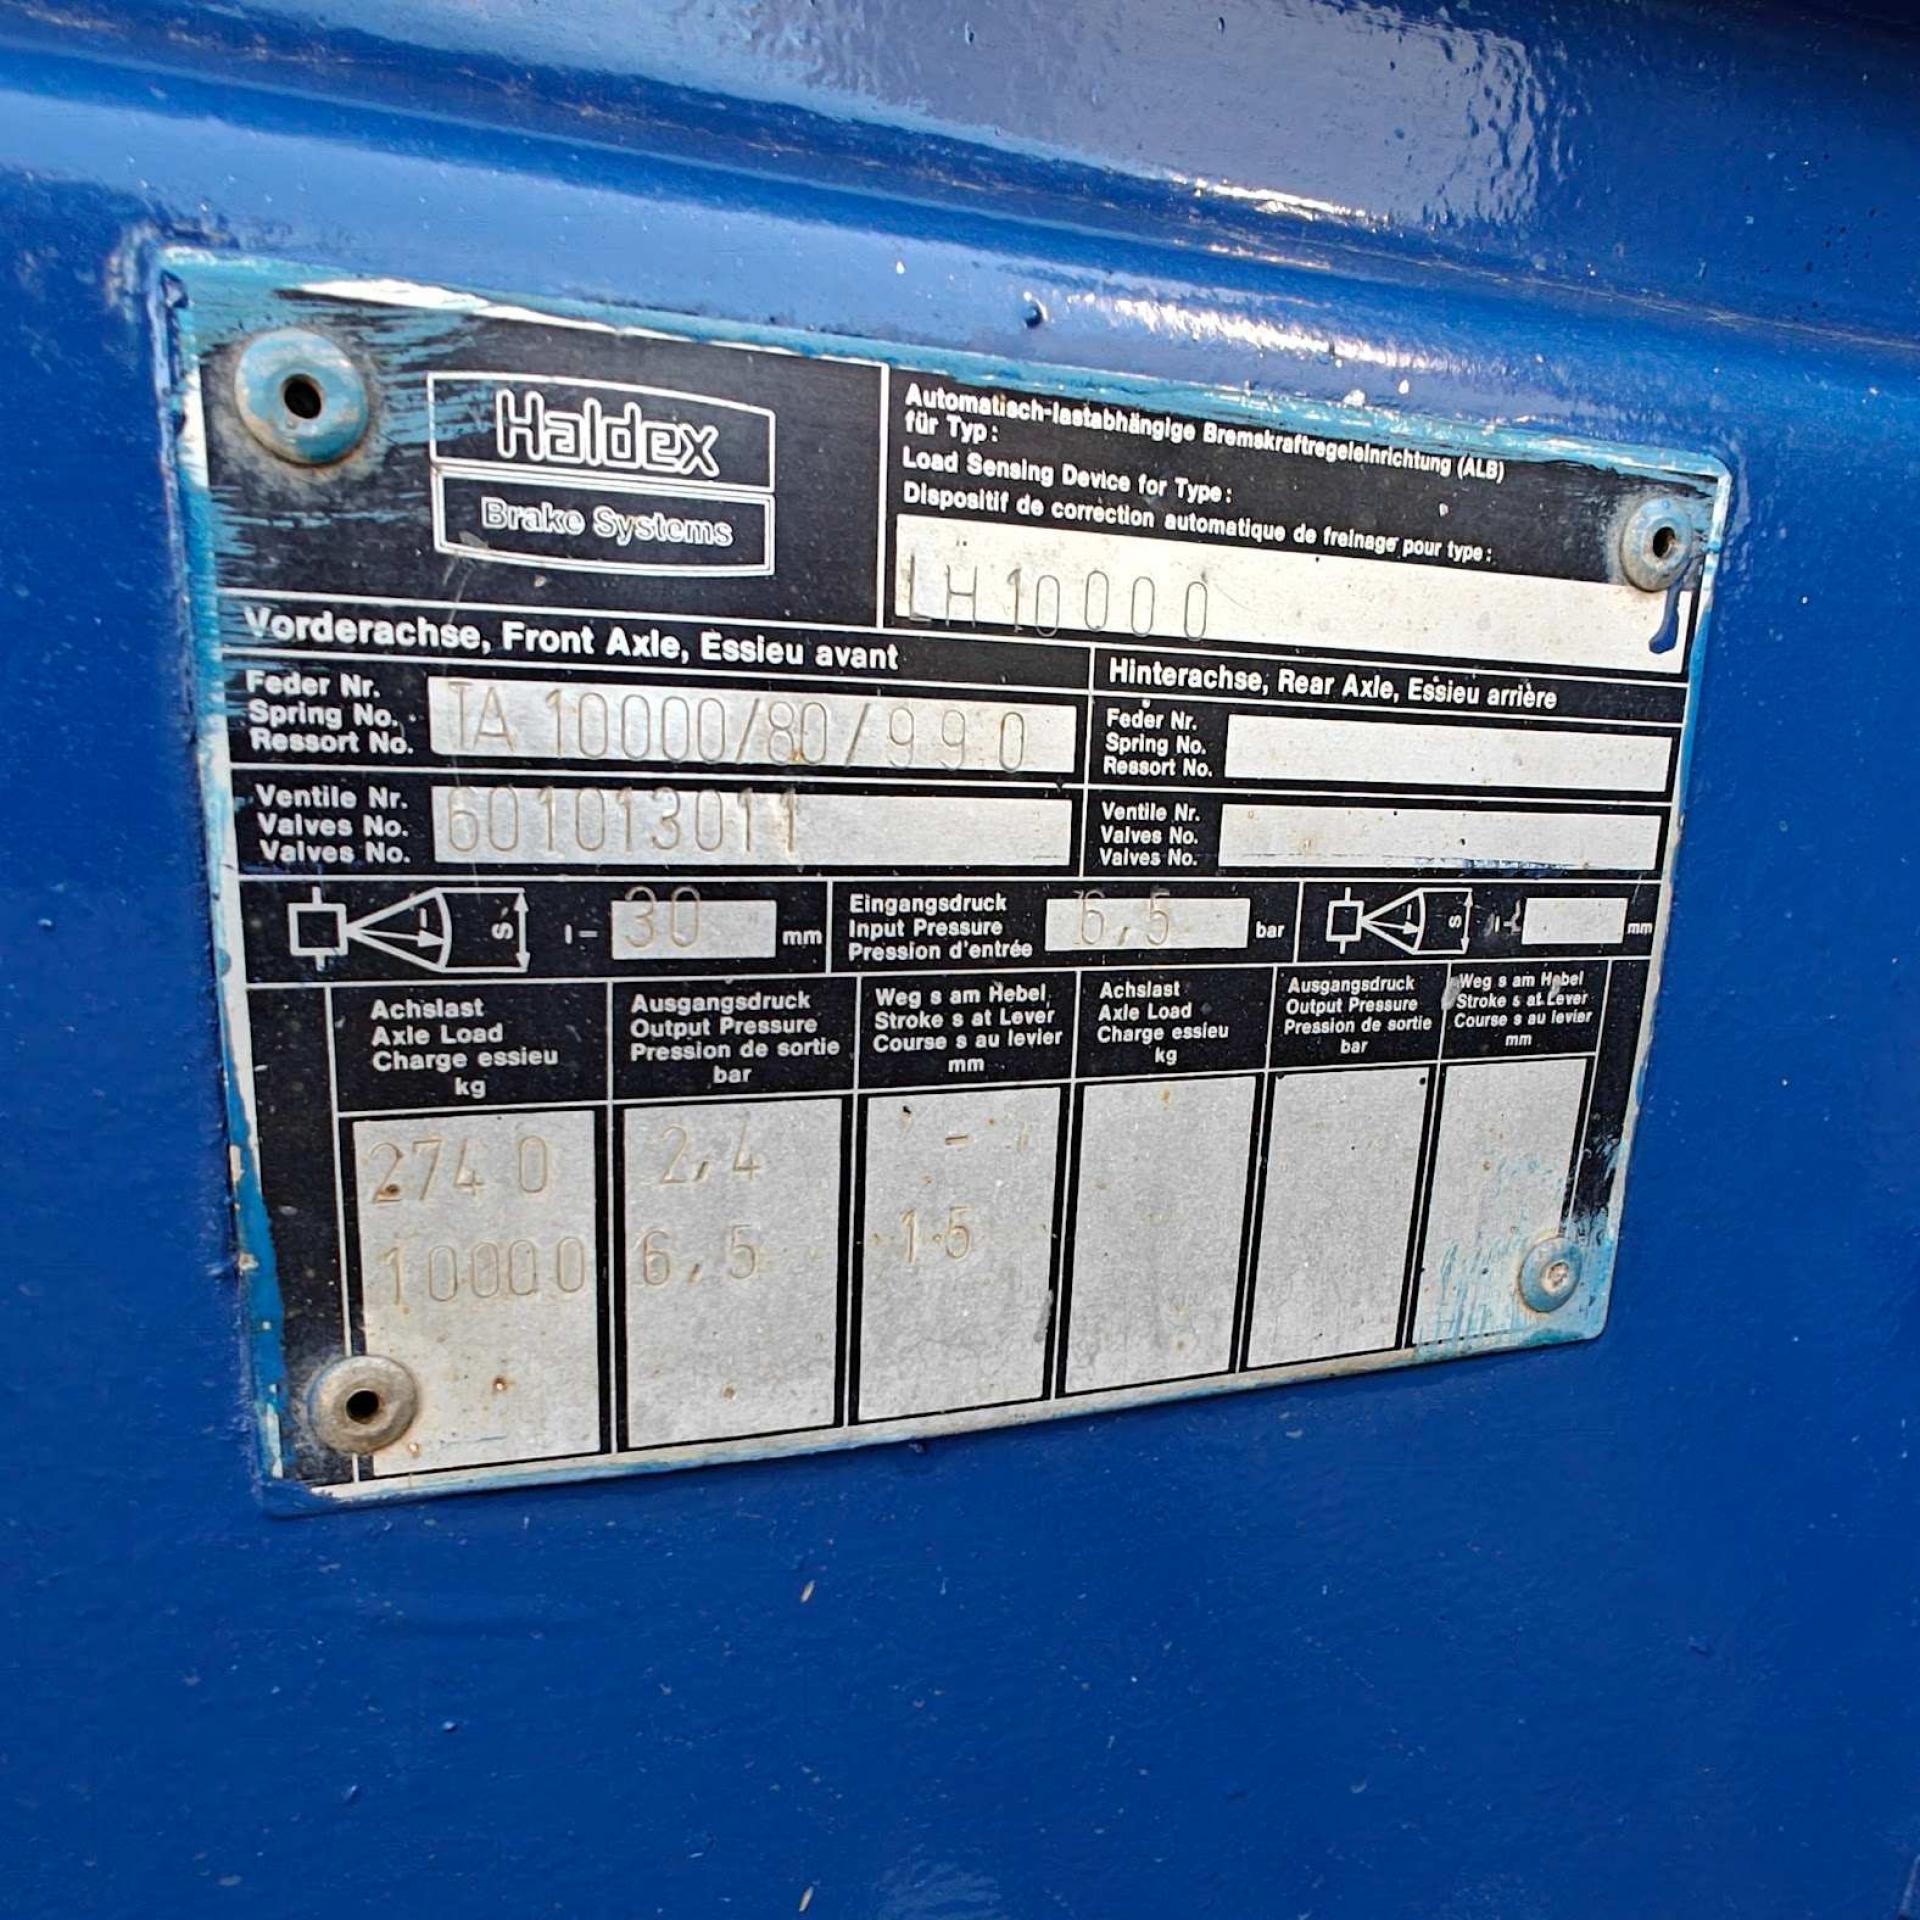 Haldex
Brake Systems
Automatisch-lastabhängige Bremskraftregeleinrichtung (ALB)
für Typ:
Load Sensing Device for Type:
Dispositif de correction automatique de freinage pour type:
LH10000
Vorderachse, Front Axle, Essieu avant
Feder Nr.
Spring No.
Ressort No.
TA 10000/80/990
Ventile Nr.
Valves No.
Valves No.
601013011
Hinterachse, Rear Axle, Essieu arrière
Feder Nr.
Spring No.
Ressort No.
Ventile Nr.
Valves No.
Valves No.
s
l= 30 mm
Eingangsdruck
Input Pressure
Pression d'entrée
6,5 bar
s
mm
Achslast
Axle Load
Charge essieu
kg
Ausgangsdruck
Output Pressure
Pression de sortie
bar
Weg s am Hebel
Stroke s at Lever
Course s au levier
mm
Achslast
Axle Load
Charge essieu
kg
Ausgangsdruck
Output Pressure
Pression de sortie
bar
Weg s am Hebel
Stroke s at Lever
Course s au levier
mm
2740 2,4 -
10000 6,5 15